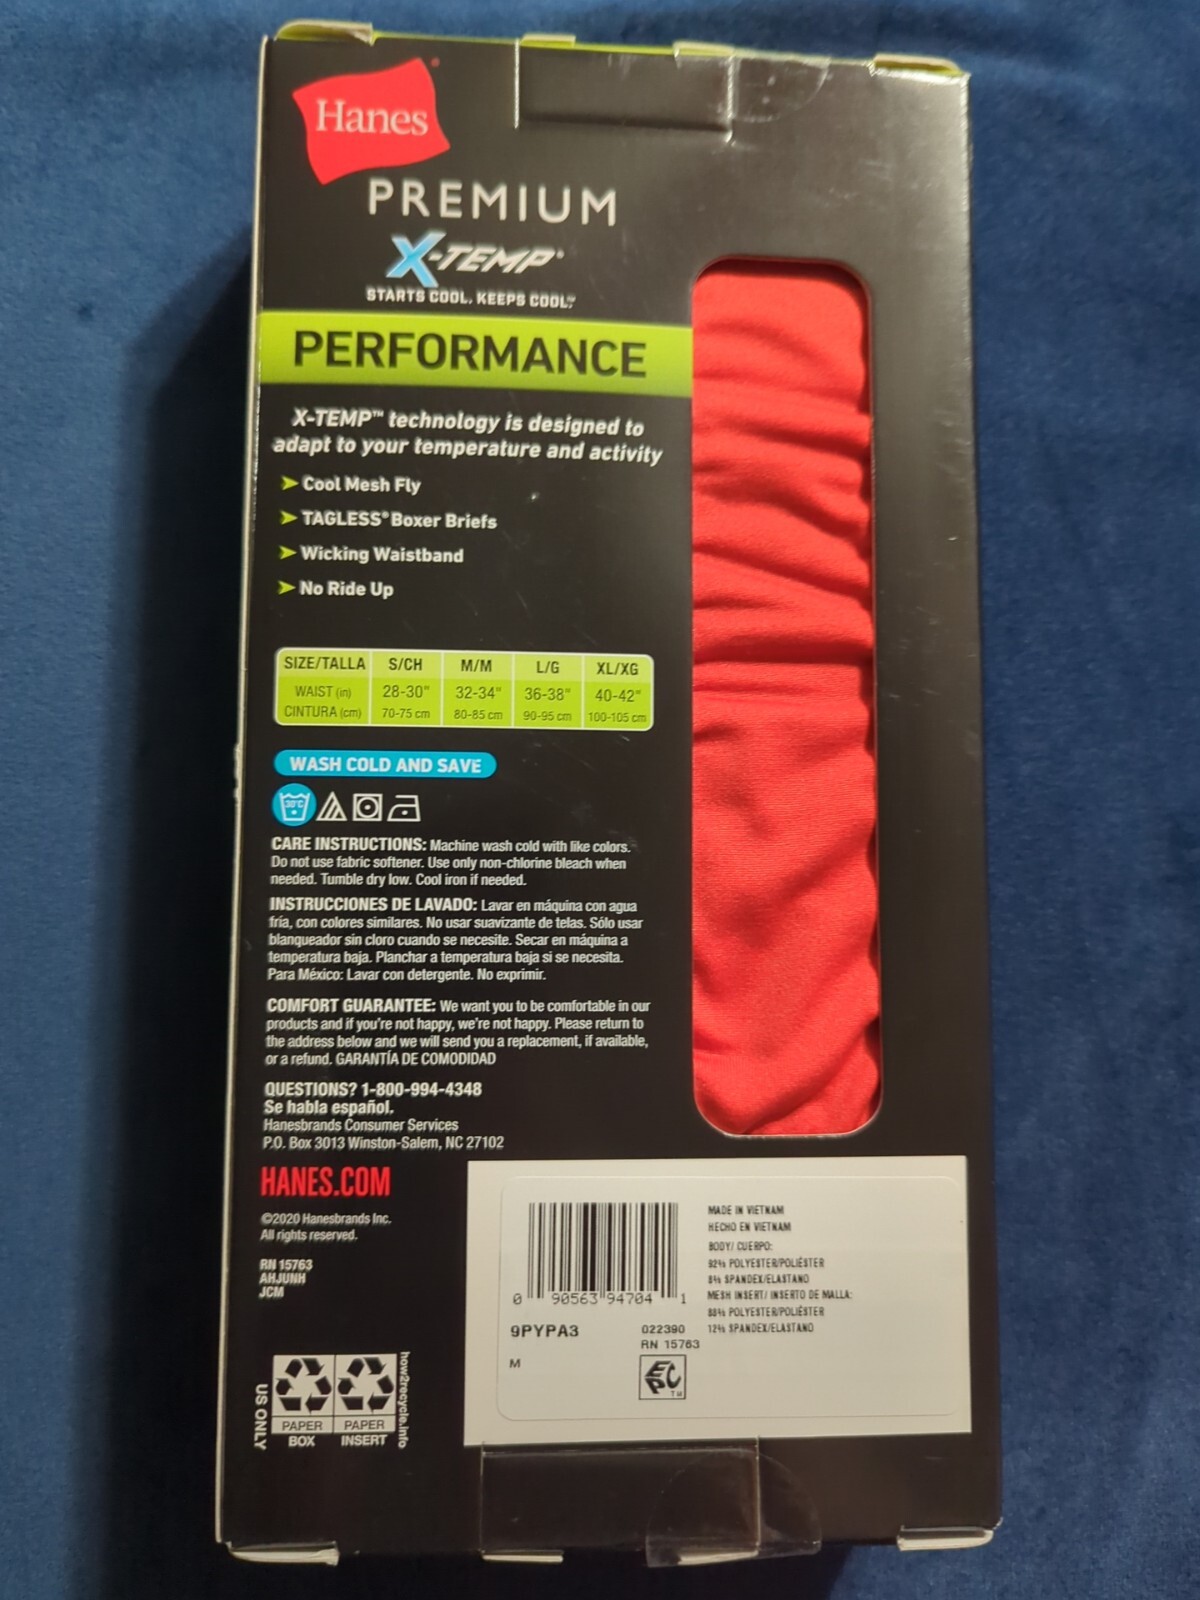 Hanes
PREMIUM
X-TEMP®
STARTS COOL. KEEPS COOL.™
PERFORMANCE
X-TEMP™ technology is designed to
adapt to your temperature and activity
➤ Cool Mesh Fly
➤ TAGLESS® Boxer Briefs
➤ Wicking Waistband
➤ No Ride Up
SIZE/TALLA S/CH M/M L/G XL/XG
WAIST (in) 28-30" 32-34" 36-38" 40-42"
CINTURA (cm) 70-75 cm 80-85 cm 90-95 cm 100-105 cm
WASH COLD AND SAVE
30°C
CARE INSTRUCTIONS: Machine wash cold with like colors.
Do not use fabric softener. Use only non-chlorine bleach when
needed. Tumble dry low. Cool iron if needed.
INSTRUCCIONES DE LAVADO: Lavar en máquina con agua
fría, con colores similares. No usar suavizante de telas. Sólo usar
blanqueador sin cloro cuando se necesite. Secar en máquina a
temperatura baja. Planchar a temperatura baja si se necesita.
Para México: Lavar con detergente. No exprimir.
COMFORT GUARANTEE: We want you to be comfortable in our
products and if you're not happy, we're not happy. Please return to
the address below and we will send you a replacement, if available,
or a refund. GARANTÍA DE COMODIDAD
QUESTIONS? 1-800-994-4348
Se habla español.
Hanesbrands Consumer Services
P.O. Box 3013 Winston-Salem, NC 27102
HANES.COM
©2020 Hanesbrands Inc.
All rights reserved.
RN 15763
AHJUNH
JCM
US ONLY
PAPER PAPER
BOX INSERT
how2recycle.info
0 90563 94704 1
9PYPA3
M
022390
RN 15763
EPC TM
MADE IN VIETNAM
HECHO EN VIETNAM
BODY/ CUERPO:
92% POLYESTER/POLIÉSTER
8% SPANDEX/ELASTANO
MESH INSERT/ INSERTO DE MALLA:
88% POLYESTER/POLIÉSTER
12% SPANDEX/ELASTANO